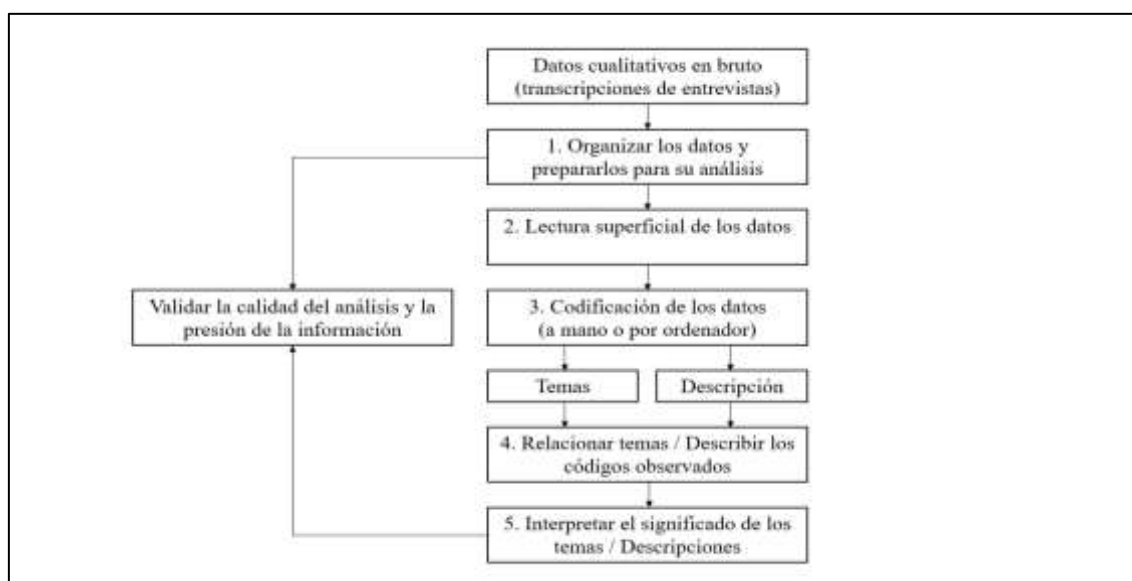 Datos cualitativos en bruto
(transcripciones de entrevistas)
1. Organizar los datos y
prepararlos para su análisis
2. Lectura superficial de los datos
Validar la calidad del análisis y la
presión de la información
3. Codificación de los datos
(a mano o por ordenador)
Temas
Descripción
4. Relacionar temas / Describir los
códigos observados
5. Interpretar el significado de los
temas / Descripciones